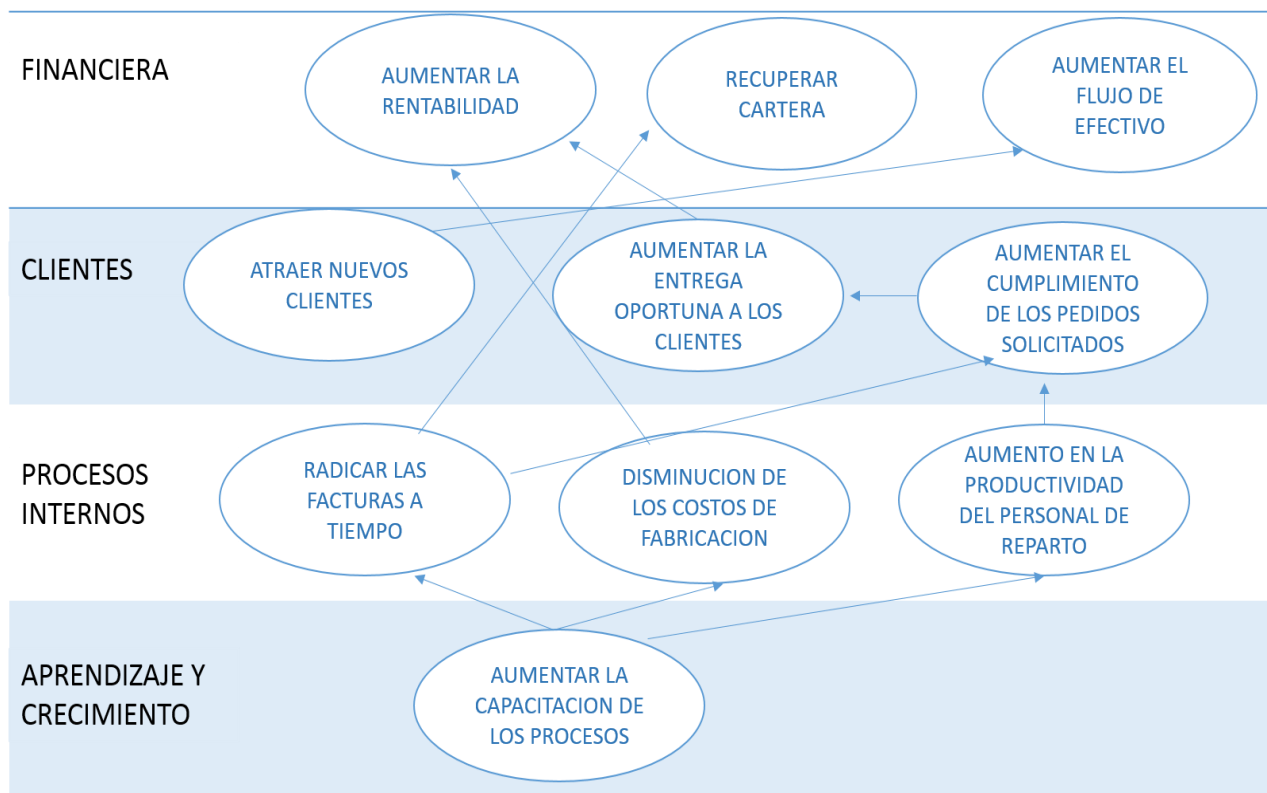 FINANCIERA
AUMENTAR LA
RENTABILIDAD
RECUPERAR
CARTERA
AUMENTAR EL
FLUJO DE
EFECTIVO
CLIENTES
ATRAER NUEVOS
CLIENTES
AUMENTAR LA
ENTREGA
OPORTUNA A LOS
CLIENTES
AUMENTAR EL
CUMPLIMIENTO
DE LOS PEDIDOS
SOLICITADOS
PROCESOS
INTERNOS
RADICAR LAS
FACTURAS A
TIEMPO
DISMINUCION DE
LOS COSTOS DE
FABRICACION
AUMENTO EN LA
PRODUCTIVIDAD
DEL PERSONAL DE
REPARTO
APRENDIZAJE Y
CRECIMIENTO
AUMENTAR LA
CAPACITACION DE
LOS PROCESOS